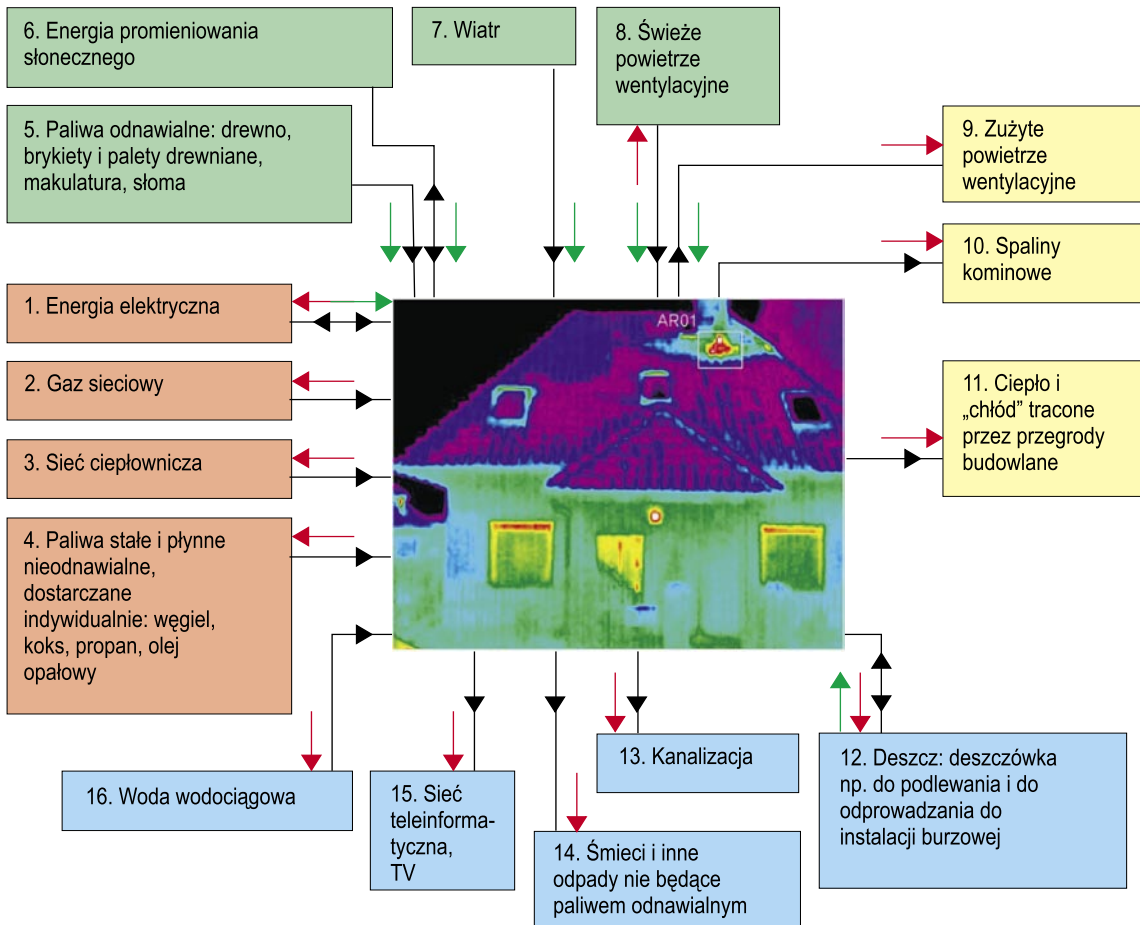 6. Energia promieniowania
słonecznego
7. Wiatr
8. Świeże
powietrze
wentylacyjne
5. Paliwa odnawialne: drewno,
brykiety i palety drewniane,
makulatura, słoma
9. Zużyte
powietrze
wentylacyjne
10. Spaliny
kominowe
1. Energia elektryczna
AR01
2. Gaz sieciowy
11. Ciepło i
„chłód” tracone
przez przegrody
budowlane
3. Sieć ciepłownicza
4. Paliwa stałe i płynne
nieodnawialne,
dostarczane
indywidualnie: węgiel,
koks, propan, olej
opałowy
13. Kanalizacja
12. Deszcz: deszczówka
np. do podlewania i do
odprowadzania do
instalacji burzowej
16. Woda wodociągowa
15. Sieć
teleinforma-
tyczna,
TV
14. Śmieci i inne
odpady nie będące
paliwem odnawialnym